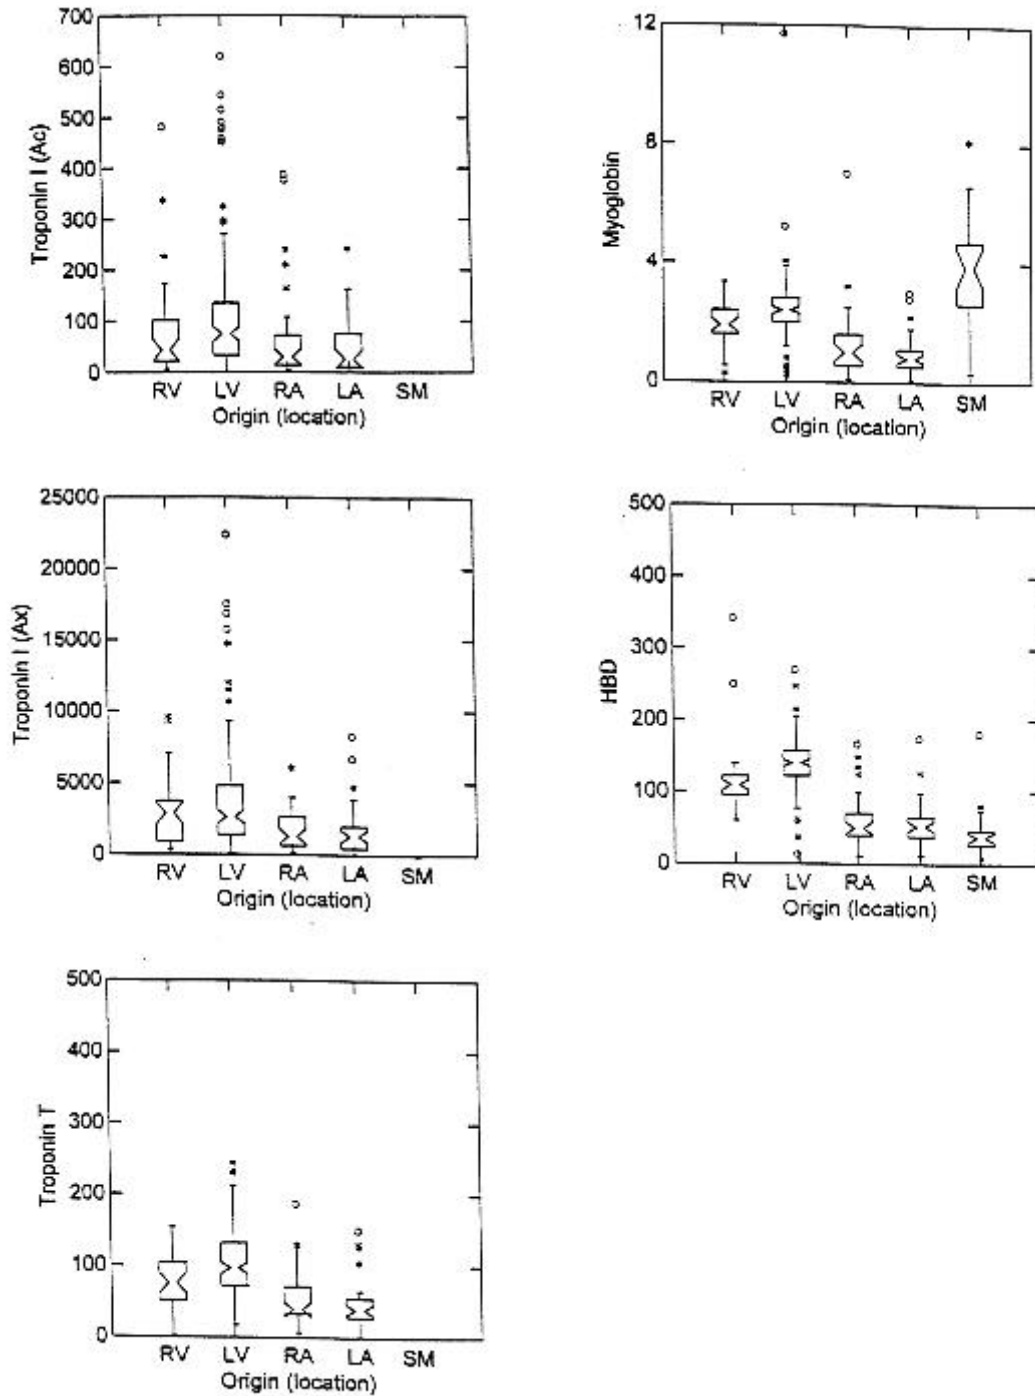 700
600
500
400
300
200
100
0
Troponin I (Ac)
RV LV RA LA SM
Origin (location)
12
8
4
0
Myoglobin
RV LV RA LA SM
Origin (location)
25000
20000
15000
10000
5000
0
Troponin I (Ax)
RV LV RA LA SM
Origin (location)
500
400
300
200
100
0
HBD
RV LV RA LA SM
Origin (location)
500
400
300
200
100
0
Troponin T
RV LV RA LA SM
Origin (location)